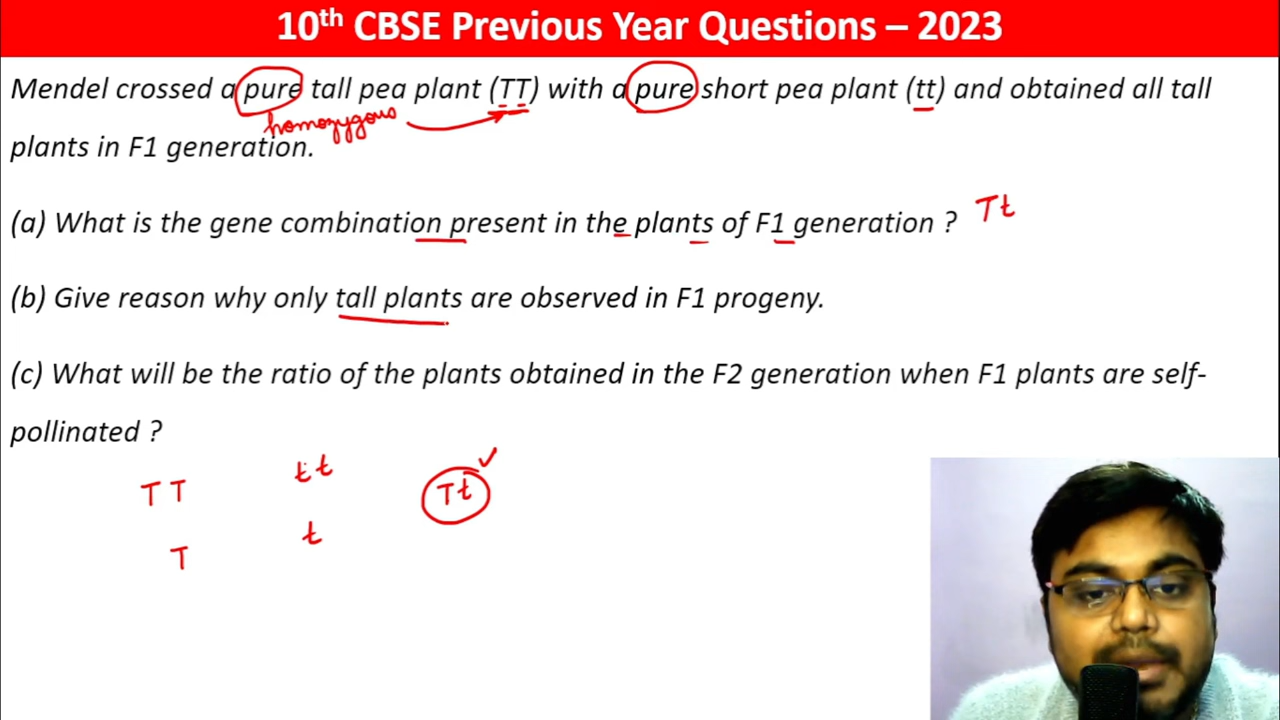 10th CBSE Previous Year Questions – 2023
Mendel crossed a pure tall pea plant (TT) with a pure short pea plant (tt) and obtained all tall
homozygous
plants in F1 generation.
(a) What is the gene combination present in the plants of F1 generation ? Tt
(b) Give reason why only tall plants are observed in F1 progeny.
(c) What will be the ratio of the plants obtained in the F2 generation when F1 plants are self-
pollinated ?
TT tt Tt
T t